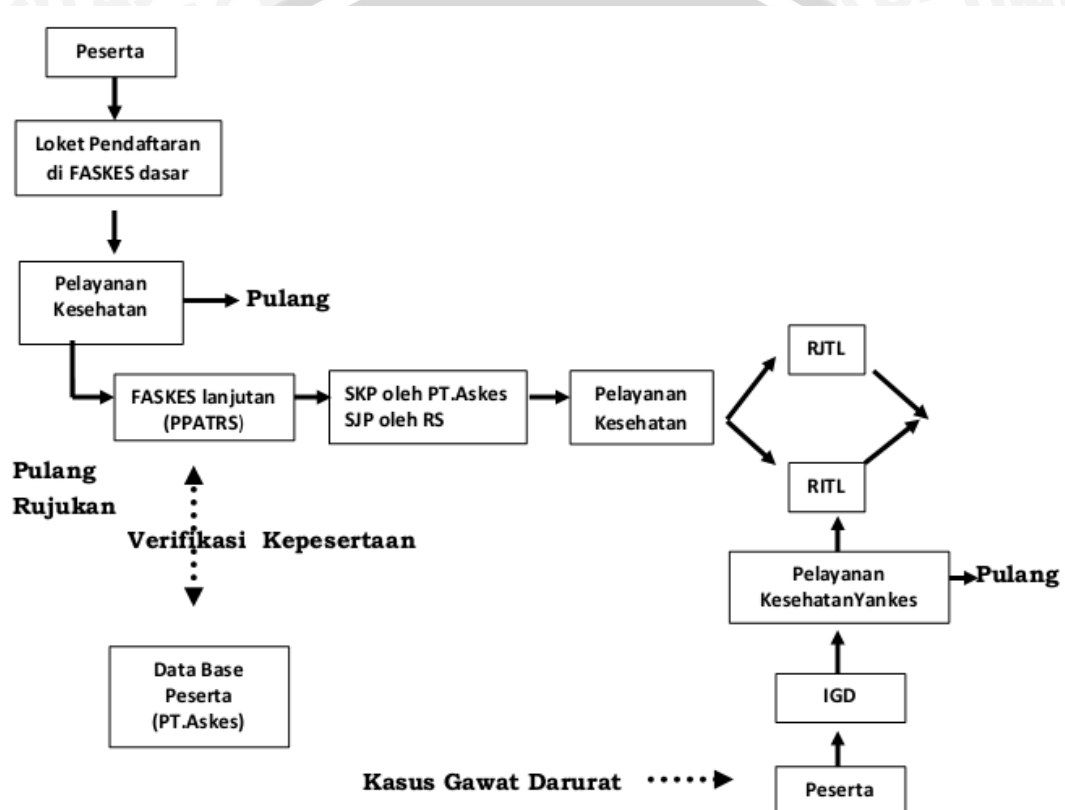 Peserta
Loket Pendaftaran
di FASKES dasar
Pelayanan
Kesehatan
Pulang
RJTL
FASKES lanjutan
(PPATRS)
SKP oleh PT.Askes
SJP oleh RS
Pelayanan
Kesehatan
RITL
Pulang
Rujukan
Verifikasi Kepesertaan
Pelayanan
KesehatanYankes
Pulang
Data Base
Peserta
(PT.Askes)
IGD
Kasus Gawat Darurat
Peserta